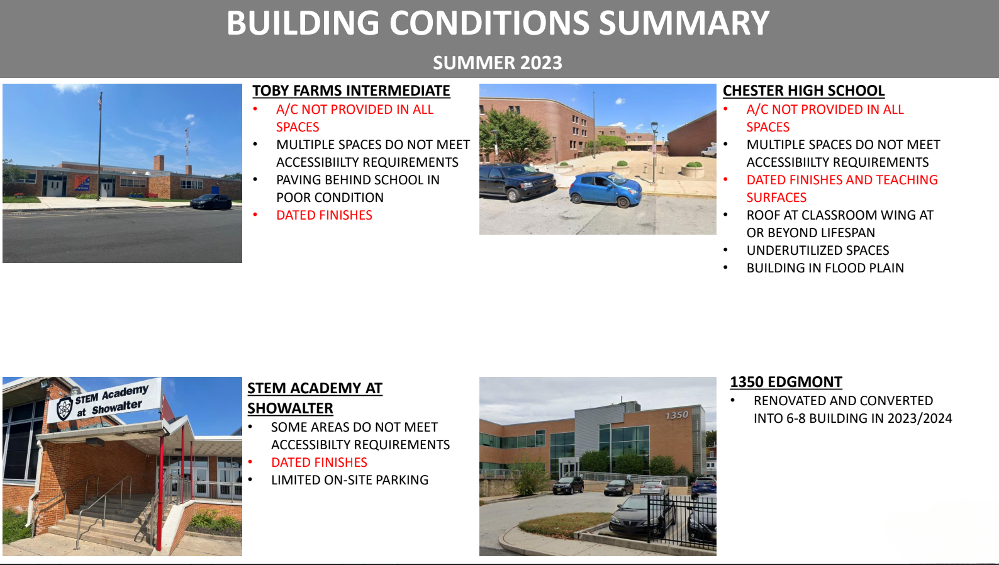 BUILDING CONDITIONS SUMMARY
SUMMER 2023
TOBY FARMS INTERMEDIATE
• A/C NOT PROVIDED IN ALL
SPACES
• MULTIPLE SPACES DO NOT MEET
ACCESSIBIILTY REQUIREMENTS
• PAVING BEHIND SCHOOL IN
POOR CONDITION
• DATED FINISHES
CHESTER HIGH SCHOOL
• A/C NOT PROVIDED IN ALL
SPACES
• MULTIPLE SPACES DO NOT MEET
ACCESSIBIILTY REQUIREMENTS
• DATED FINISHES AND TEACHING
SURFACES
• ROOF AT CLASSROOM WING AT
OR BEYOND LIFESPAN
• UNDERUTILIZED SPACES
• BUILDING IN FLOOD PLAIN
STEM Academy
at Showalter
STEM ACADEMY AT
SHOWALTER
• SOME AREAS DO NOT MEET
ACCESSIBILTY REQUIREMENTS
• DATED FINISHES
• LIMITED ON-SITE PARKING
1350
1350 EDGMONT
• RENOVATED AND CONVERTED
INTO 6-8 BUILDING IN 2023/2024